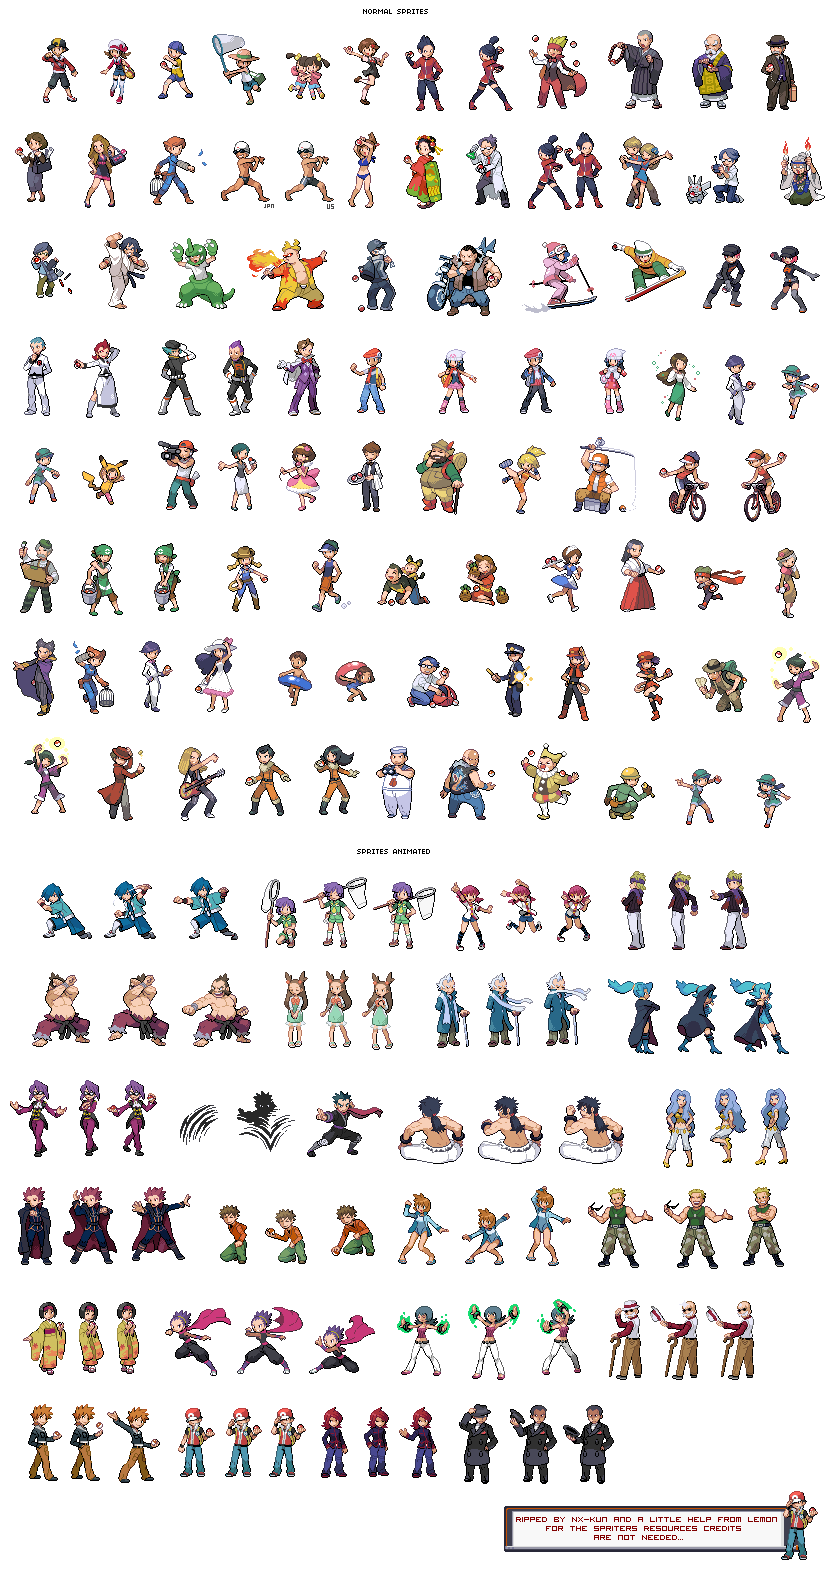 NORMAL SPRITES
JPN
US
SPRITES ANIMATED
RIPPED BY NX-KUN AND A LITTLE HELP FROM LEMON
FOR THE SPRITERS RESOURCES CREDITS
ARE NOT NEEDED...